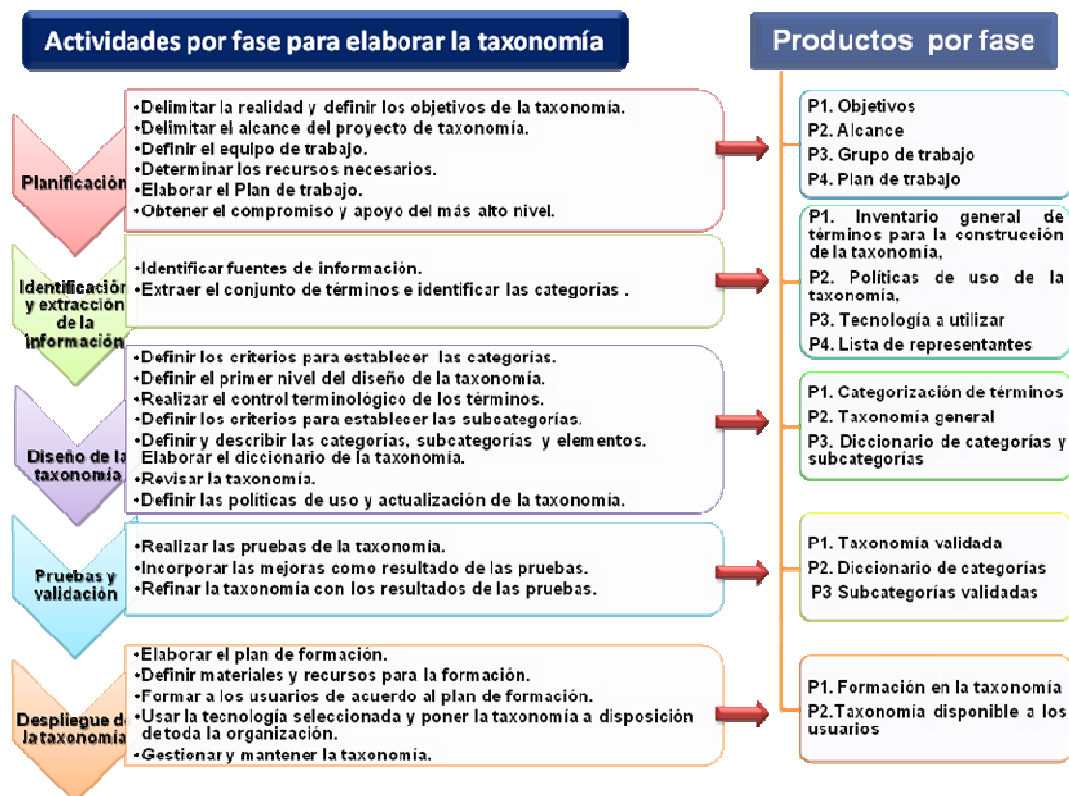 Actividades por fase para elaborar la taxonomía
Productos por fase
Planificación
•Delimitar la realidad y definir los objetivos de la taxonomía.
•Delimitar el alcance del proyecto de taxonomía.
•Definir el equipo de trabajo.
•Determinar los recursos necesarios.
•Elaborar el Plan de trabajo.
•Obtener el compromiso y apoyo del más alto nivel.
P1. Objetivos
P2. Alcance
P3. Grupo de trabajo
P4. Plan de trabajo
Identificación
y extracción
de la
información
•Identificar fuentes de información.
•Extraer el conjunto de términos e identificar las categorías .
P1. Inventario general de
términos para la construcción
de la taxonomía,
P2. Políticas de uso de la
taxonomía,
P3. Tecnología a utilizar
P4. Lista de representantes
Diseño de la
taxonomía
•Definir los criterios para establecer las categorías.
•Definir el primer nivel del diseño de la taxonomía.
•Realizar el control terminológico de los términos.
•Definir los criterios para establecer las subcategorías.
•Definir y describir las categorías, subcategorías y elementos.
Elaborar el diccionario de la taxonomía.
•Revisar la taxonomía.
•Definir las políticas de uso y actualización de la taxonomía.
P1. Categorización de términos
P2. Taxonomía general
P3. Diccionario de categorías y
subcategorías
Pruebas y
validación
•Realizar las pruebas de la taxonomía.
•Incorporar las mejoras como resultado de las pruebas.
•Refinar la taxonomía con los resultados de las pruebas.
P1. Taxonomía validada
P2. Diccionario de categorías
P3 Subcategorías validadas
Despliegue de
la taxonomía
•Elaborar el plan de formación.
•Definir materiales y recursos para la formación.
•Formar a los usuarios de acuerdo al plan de formación.
•Usar la tecnología seleccionada y poner la taxonomía a disposición
de toda la organización.
•Gestionar y mantener la taxonomía.
P1. Formación en la taxonomía
P2.Taxonomía disponible a los
usuarios